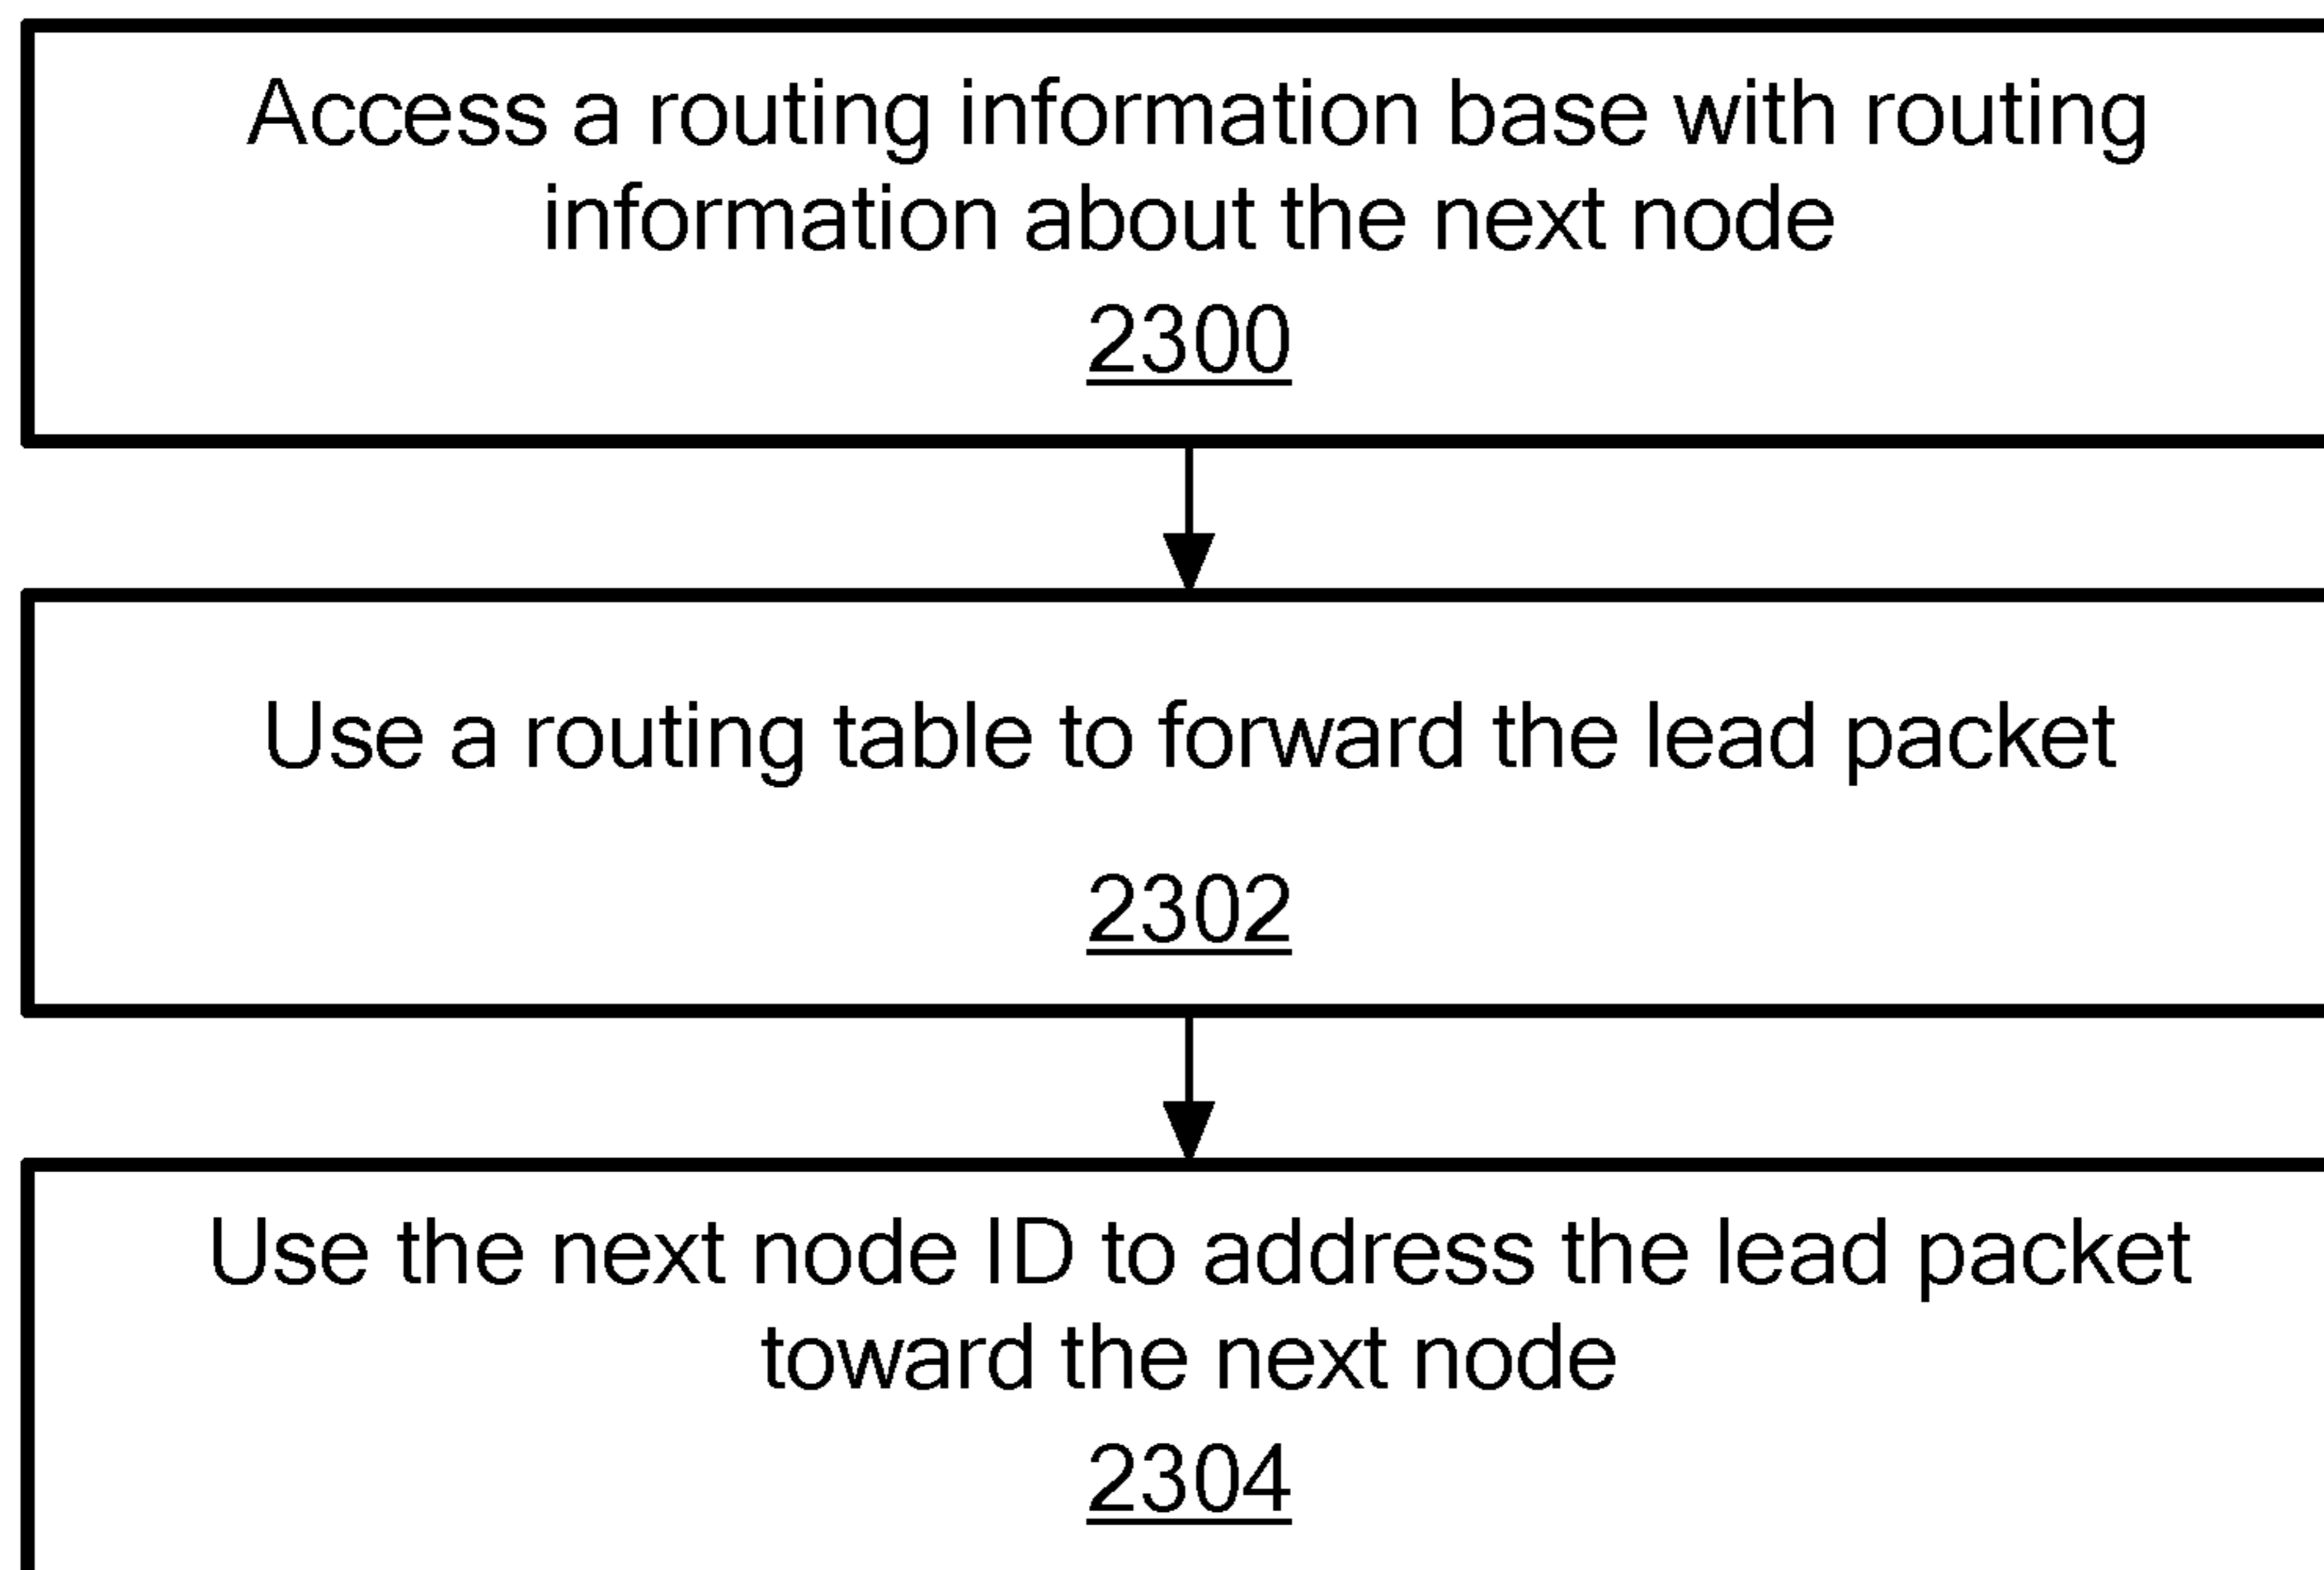 Access a routing information base with routing
information about the next node
2300
Use a routing table to forward the lead packet
2302
Use the next node ID to address the lead packet
toward the next node
2304